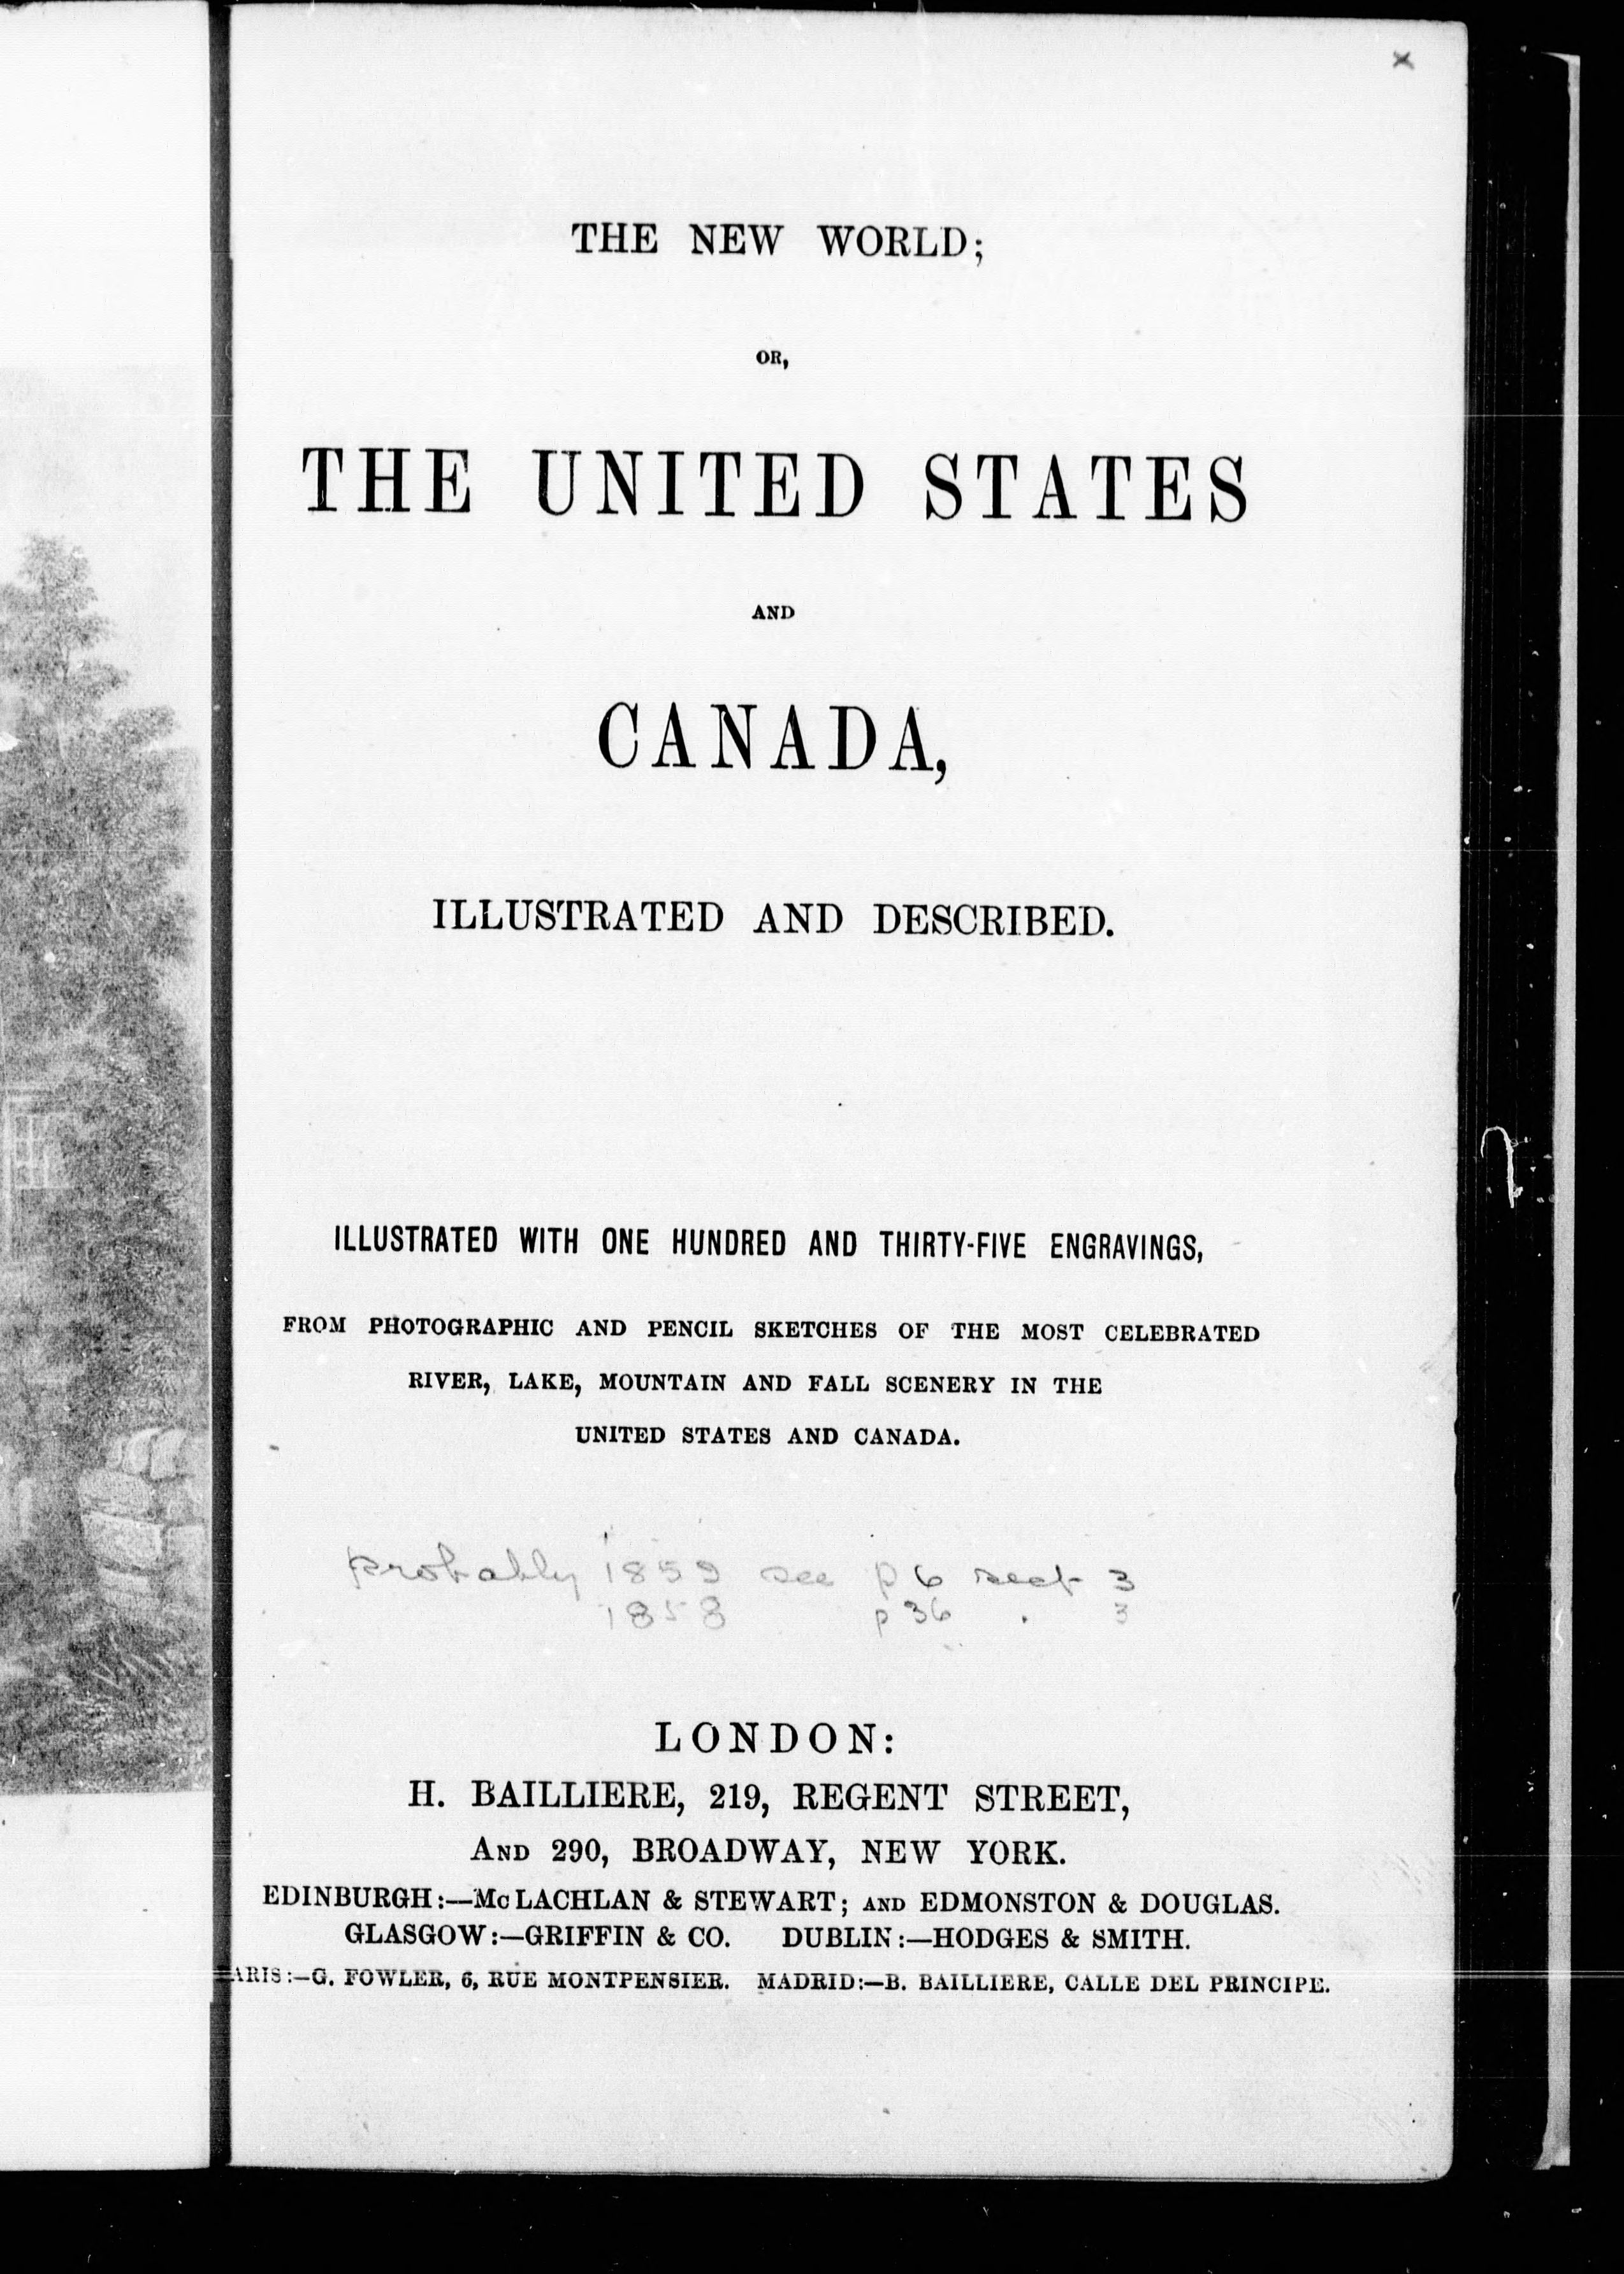 THE NEW WORLD;
OR,
THE UNITED STATES
AND
CANADA,
ILLUSTRATED AND DESCRIBED.
ILLUSTRATED WITH ONE HUNDRED AND THIRTY-FIVE ENGRAVINGS,
FROM PHOTOGRAPHIC AND PENCIL SKETCHES OF THE MOST CELEBRATED
RIVER, LAKE, MOUNTAIN AND FALL SCENERY IN THE
UNITED STATES AND CANADA.
probably 1859 see p 6 sect 3
1858 p 36 . 3
LONDON:
H. BAILLIERE, 219, REGENT STREET,
AND 290, BROADWAY, NEW YORK.
EDINBURGH:—McLACHLAN & STEWART; AND EDMONSTON & DOUGLAS.
GLASGOW:—GRIFFIN & CO. DUBLIN:—HODGES & SMITH.
ARIS:—G. FOWLER, 6, RUE MONTPENSIER. MADRID:—B. BAILLIERE, CALLE DEL PRINCIPE.